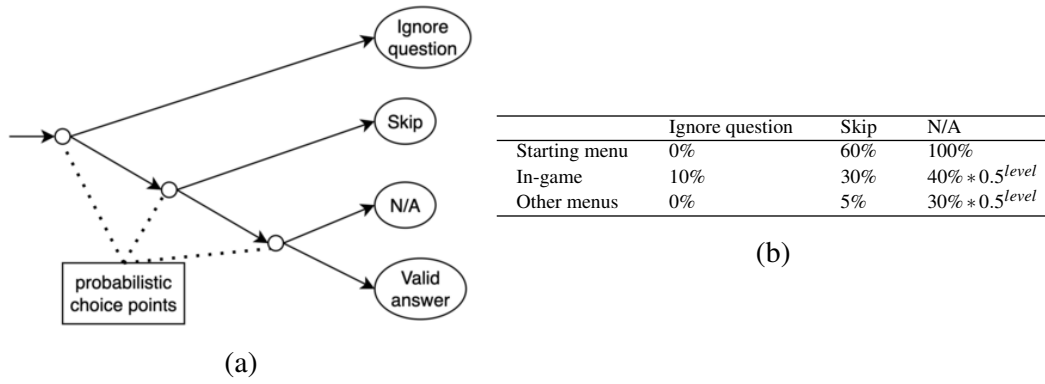 Ignore
question
Skip
N/A
Valid
answer
probabilistic
choice points
(a)
Ignore question Skip N/A
Starting menu 0% 60% 100%
In-game 10% 30% 40% * 0.5^level
Other menus 0% 5% 30% * 0.5^level
(b)